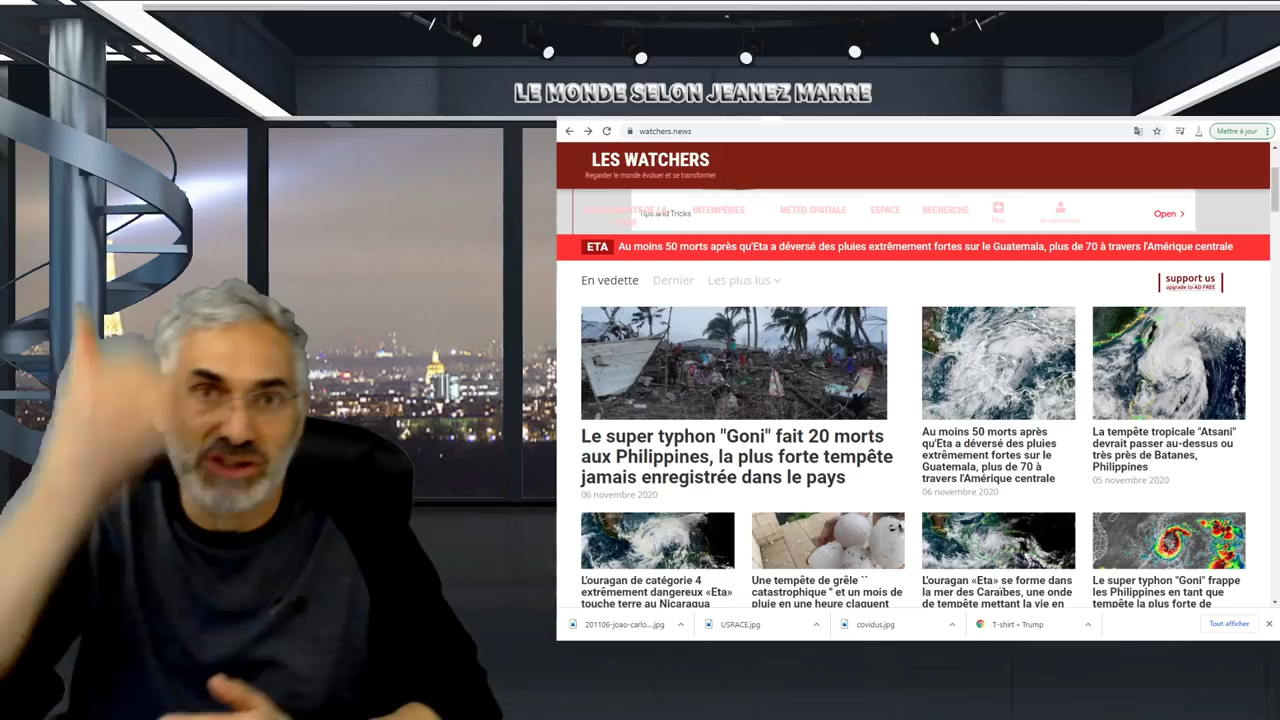 LE MONDE SELON JEANEZ MARRE
watchers.news
Mettre à jour
LES WATCHERS
Regarder le monde évoluer et se transformer
Tips and Tricks
INTEMPÉRIES
MÉTÉO SPATIALE
ESPACE
RECHERCHE
Plus
se connecter
Open
ETA
Au moins 50 morts après qu'Eta a déversé des pluies extrêmement fortes sur le Guatemala, plus de 70 à travers l'Amérique centrale
En vedette
Dernier
Les plus lus
support us
upgrade to AD FREE
Le super typhon "Goni" fait 20 morts
aux Philippines, la plus forte tempête
jamais enregistrée dans le pays
06 novembre 2020
Au moins 50 morts après
qu'Eta a déversé des pluies
extrêmement fortes sur le
Guatemala, plus de 70 à
travers l'Amérique centrale
06 novembre 2020
La tempête tropicale "Atsani"
devrait passer au-dessus ou
très près de Batanes,
Philippines
05 novembre 2020
L'ouragan de catégorie 4
extrêmement dangereux «Eta»
touche terre au Nicaragua
Une tempête de grêle ``
catastrophique '' et un mois de
pluie en une heure claquent
L'ouragan «Eta» se forme dans
la mer des Caraïbes, une onde
de tempête mettant la vie en
Le super typhon "Goni" frappe
les Philippines en tant que
tempête la plus forte de
201106-joao-carlo...jpg
USRACE.jpg
covidus.jpg
T-shirt « Trump
Tout afficher